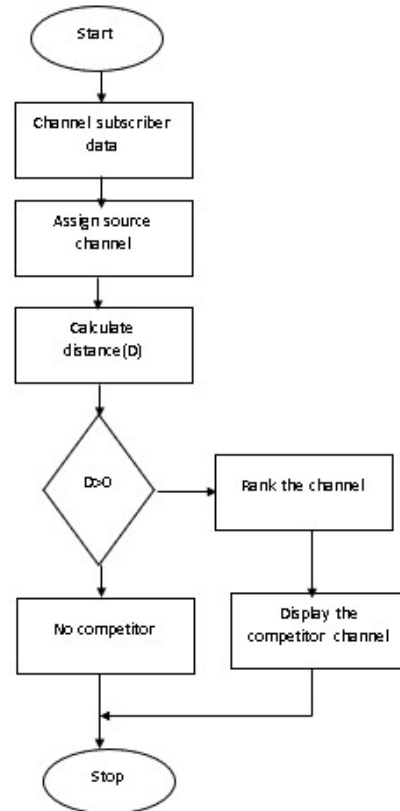 Start
Channel subscriber
data
Assign source
channel
Calculate
distance(D)
D>0
Rank the channel
No competitor
Display the
competitor channel
Stop